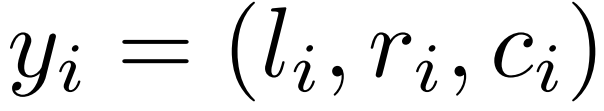 y_i = (l_i, r_i, c_i)